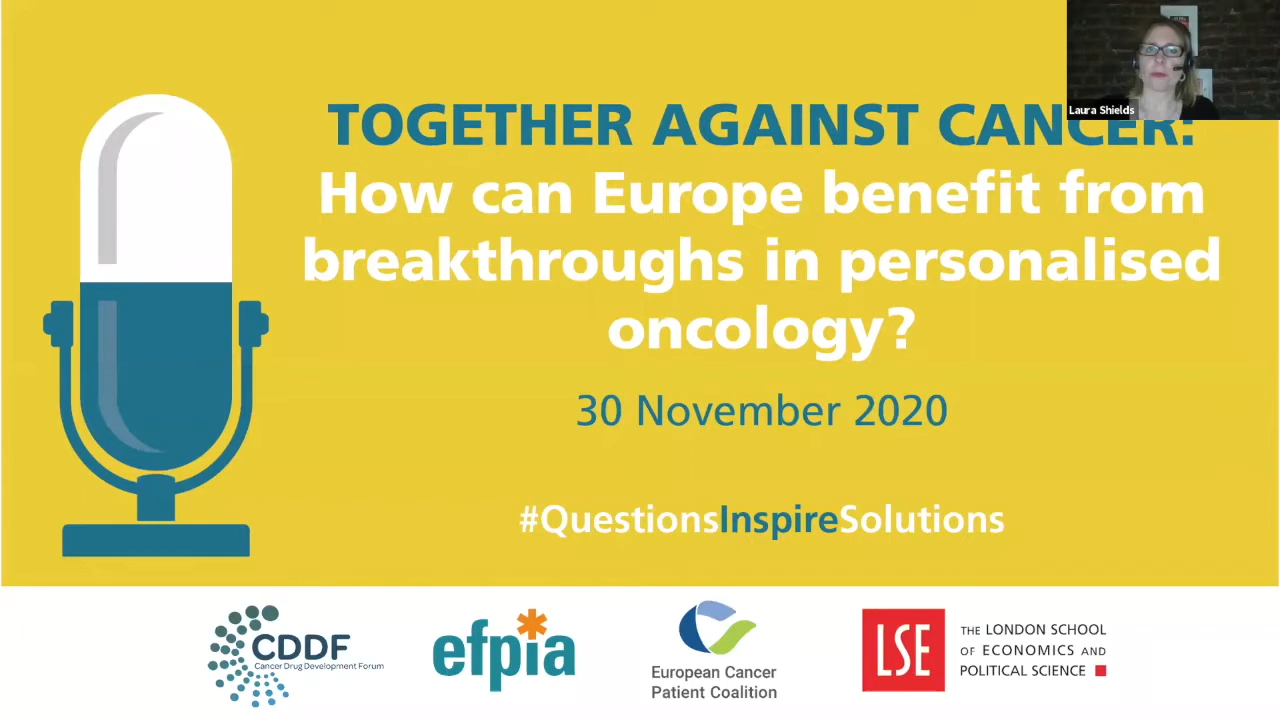 Laura Shields
TOGETHER AGAINST CANCER:
How can Europe benefit from
breakthroughs in personalised
oncology?
30 November 2020
#QuestionsInspireSolutions
CDDF
Cancer Drug Development Forum
efpia
European Cancer
Patient Coalition
LSE
THE LONDON SCHOOL
OF ECONOMICS AND
POLITICAL SCIENCE